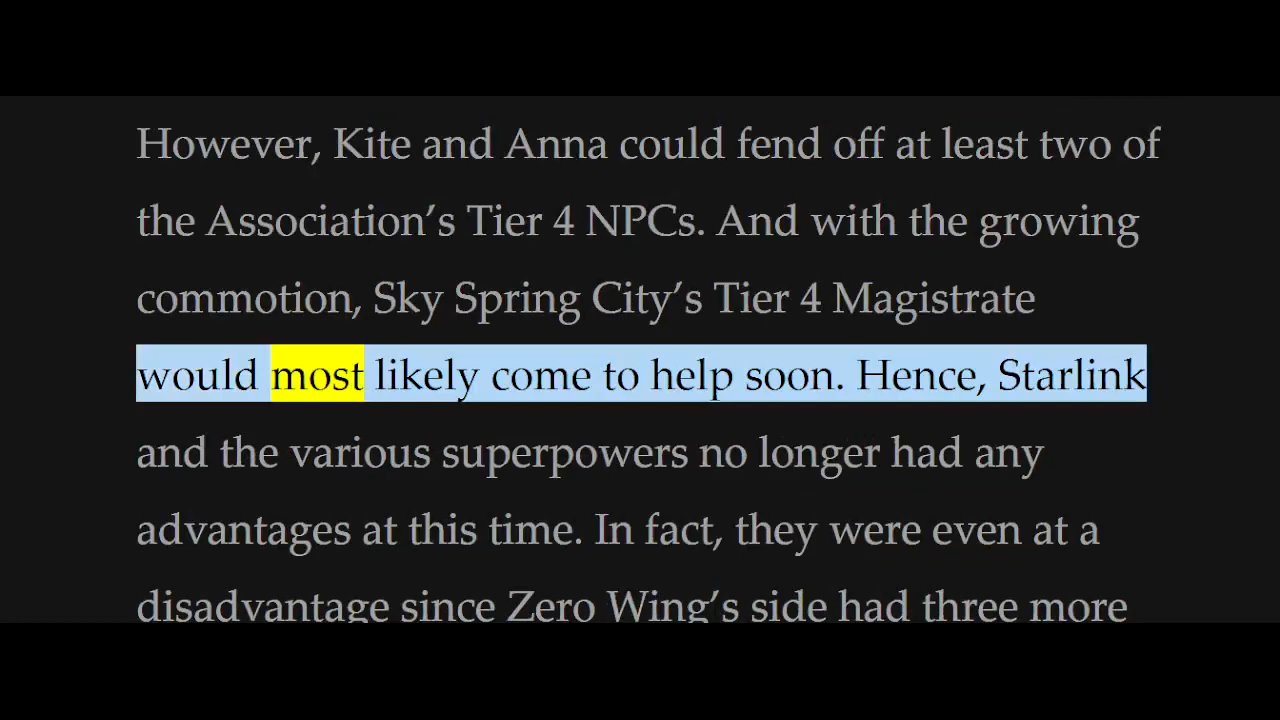 However, Kite and Anna could fend off at least two of
the Association’s Tier 4 NPCs. And with the growing
commotion, Sky Spring City’s Tier 4 Magistrate
would most likely come to help soon. Hence, Starlink
and the various superpowers no longer had any
advantages at this time. In fact, they were even at a
disadvantage since Zero Wing’s side had three more